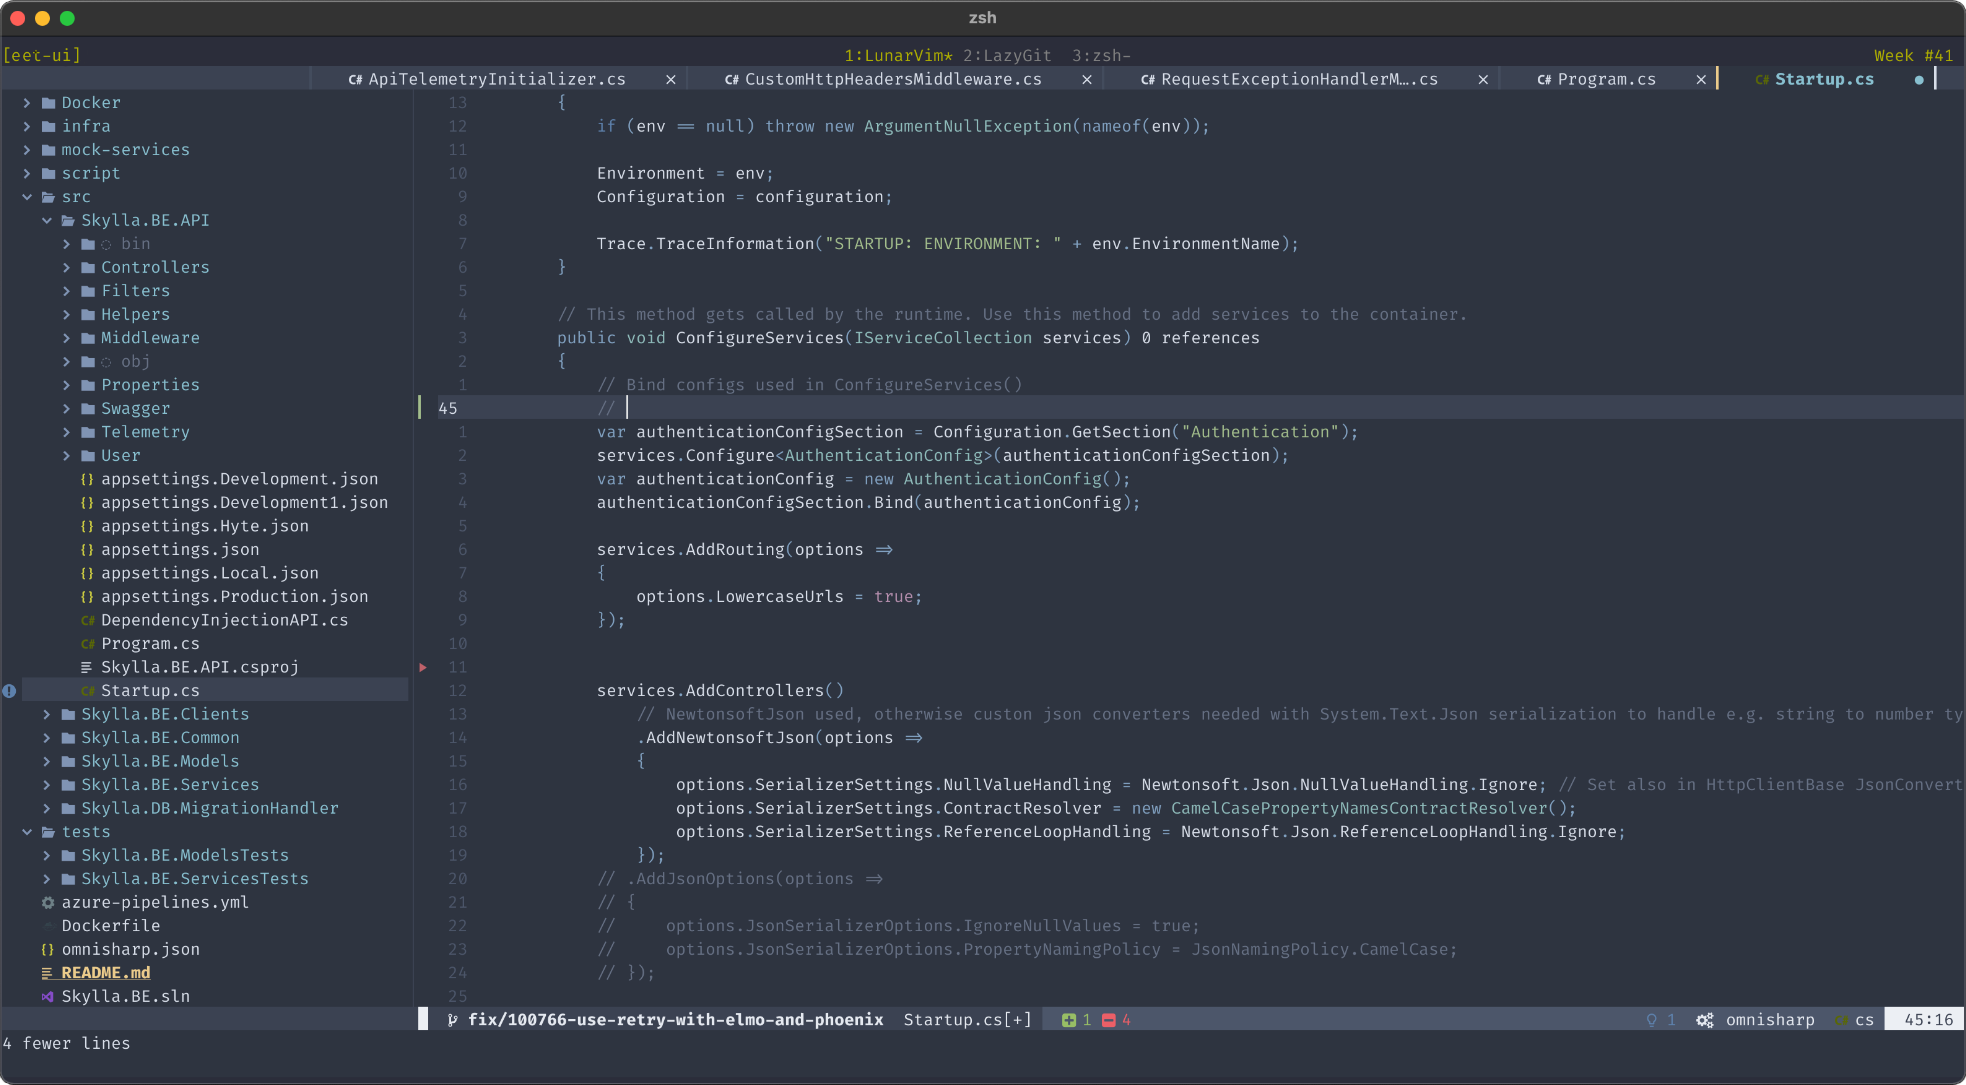 zsh
[eet-ui]
1:LunarVim* 2:LazyGit 3:zsh-
Week #41
ApiTelemetryInitializer.cs
CustomHttpHeadersMiddleware.cs
RequestExceptionHandlerM….cs
Program.cs
Startup.cs
Docker
infra
mock-services
script
src
Skylla.BE.API
bin
Controllers
Filters
Helpers
Middleware
obj
Properties
Swagger
Telemetry
User
{} appsettings.Development.json
{} appsettings.Development1.json
{} appsettings.Hyte.json
{} appsettings.json
{} appsettings.Local.json
{} appsettings.Production.json
C# DependencyInjectionAPI.cs
C# Program.cs
Skylla.BE.API.csproj
C# Startup.cs
Skylla.BE.Clients
Skylla.BE.Common
Skylla.BE.Models
Skylla.BE.Services
Skylla.DB.MigrationHandler
tests
Skylla.BE.ModelsTests
Skylla.BE.ServicesTests
azure-pipelines.yml
Dockerfile
{} omnisharp.json
README.md
Skylla.BE.sln
13 {
12 if (env == null) throw new ArgumentNullException(nameof(env));
11
10 Environment = env;
9 Configuration = configuration;
8
7 Trace.TraceInformation("STARTUP: ENVIRONMENT: " + env.EnvironmentName);
6 }
5
4 // This method gets called by the runtime. Use this method to add services to the container.
3 public void ConfigureServices(IServiceCollection services) 0 references
2 {
1 // Bind configs used in ConfigureServices()
45 //
1 var authenticationConfigSection = Configuration.GetSection("Authentication");
2 services.Configure<AuthenticationConfig>(authenticationConfigSection);
3 var authenticationConfig = new AuthenticationConfig();
4 authenticationConfigSection.Bind(authenticationConfig);
5
6 services.AddRouting(options =>
7 {
8 options.LowercaseUrls = true;
9 });
10
11
12 services.AddControllers()
13 // NewtonsoftJson used, otherwise custon json converters needed with System.Text.Json serialization to handle e.g. string to number ty
14 .AddNewtonsoftJson(options =>
15 {
16 options.SerializerSettings.NullValueHandling = Newtonsoft.Json.NullValueHandling.Ignore; // Set also in HttpClientBase JsonConvert
17 options.SerializerSettings.ContractResolver = new CamelCasePropertyNamesContractResolver();
18 options.SerializerSettings.ReferenceLoopHandling = Newtonsoft.Json.ReferenceLoopHandling.Ignore;
19 });
20 // .AddJsonOptions(options =>
21 // {
22 // options.JsonSerializerOptions.IgnoreNullValues = true;
23 // options.JsonSerializerOptions.PropertyNamingPolicy = JsonNamingPolicy.CamelCase;
24 // });
25
fix/100766-use-retry-with-elmo-and-phoenix Startup.cs[+] 1 4
1 omnisharp cs 45:16
4 fewer lines